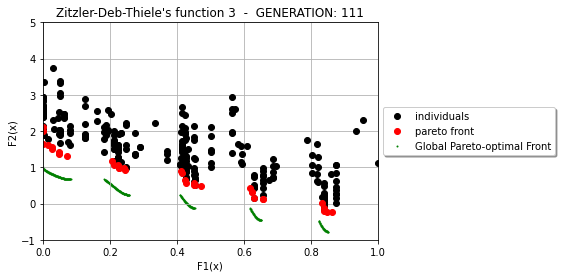 Zitzler-Deb-Thiele's function 3 - GENERATION: 111
5
4
3
2
1
0
−1
F2(x)
0.0 0.2 0.4 0.6 0.8 1.0
F1(x)
individuals
pareto front
Global Pareto-optimal Front